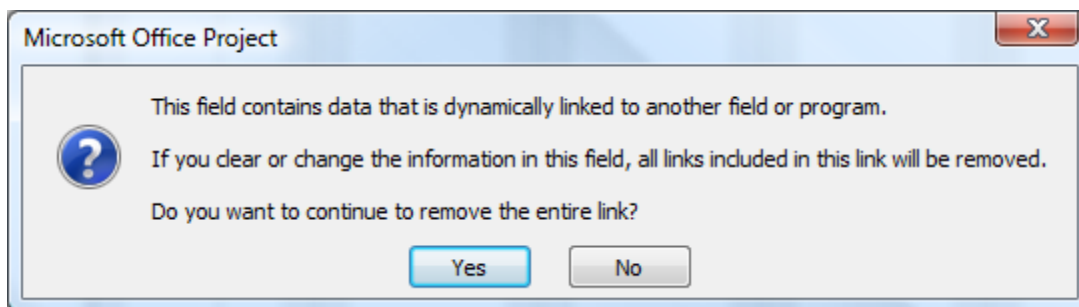 Microsoft Office Project
This field contains data that is dynamically linked to another field or program.
If you clear or change the information in this field, all links included in this link will be removed.
Do you want to continue to remove the entire link?
Yes No